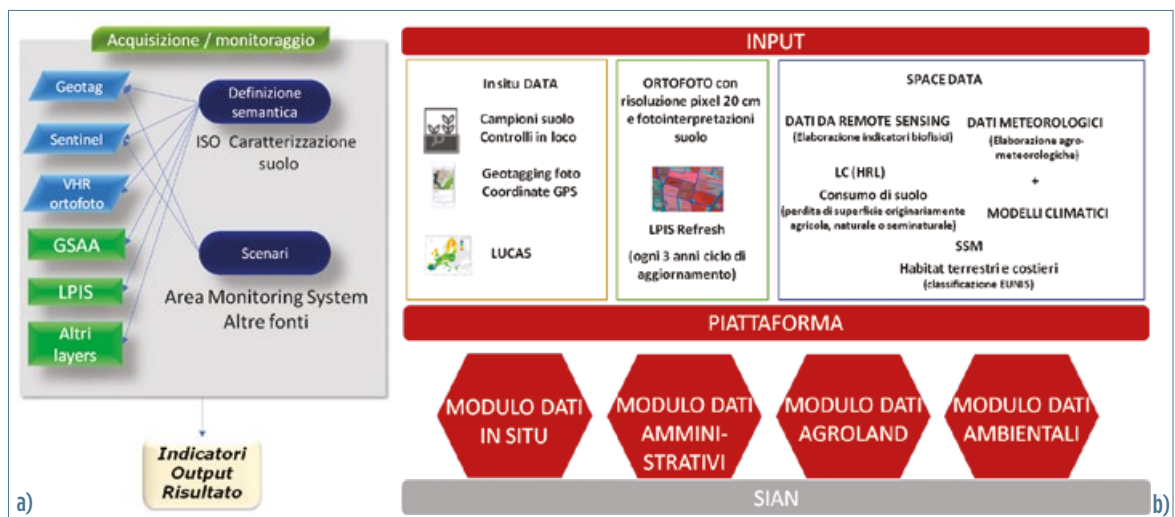 Acquisizione / monitoraggio
Geotag
Sentinel
VHR
ortofoto
GSAA
LPIS
Altri
layers
Definizione
semantica
ISO Caratterizzazione
suolo
Scenari
Area Monitoring System
Altre fonti
Indicatori
Output
Risultato
a)
INPUT
In situ DATA
Campioni suolo
Controlli in loco
Geotagging foto
Coordinate GPS
LUCAS
ORTOFOTO con
risoluzione pixel 20 cm
e fotointerpretazioni
suolo
LPIS Refresh
(ogni 3 anni ciclo di
aggiornamento)
SPACE DATA
DATI DA REMOTE SENSING
(Elaborazione indicatori biofisici)
LC (HRL)
Consumo di suolo
(perdita di superficie originariamente
agricola, naturale o seminaturale)
DATI METEOROLOGICI
(Elaborazione agro-
meteorologiche)
+
MODELLI CLIMATICI
SSM
Habitat terrestri e costieri
(classificazione EUNIS)
PIATTAFORMA
MODULO DATI
IN SITU
MODULO DATI
AMMINI-
STRATIVI
MODULO DATI
AGROLAND
MODULO DATI
AMBIENTALI
SIAN
b)